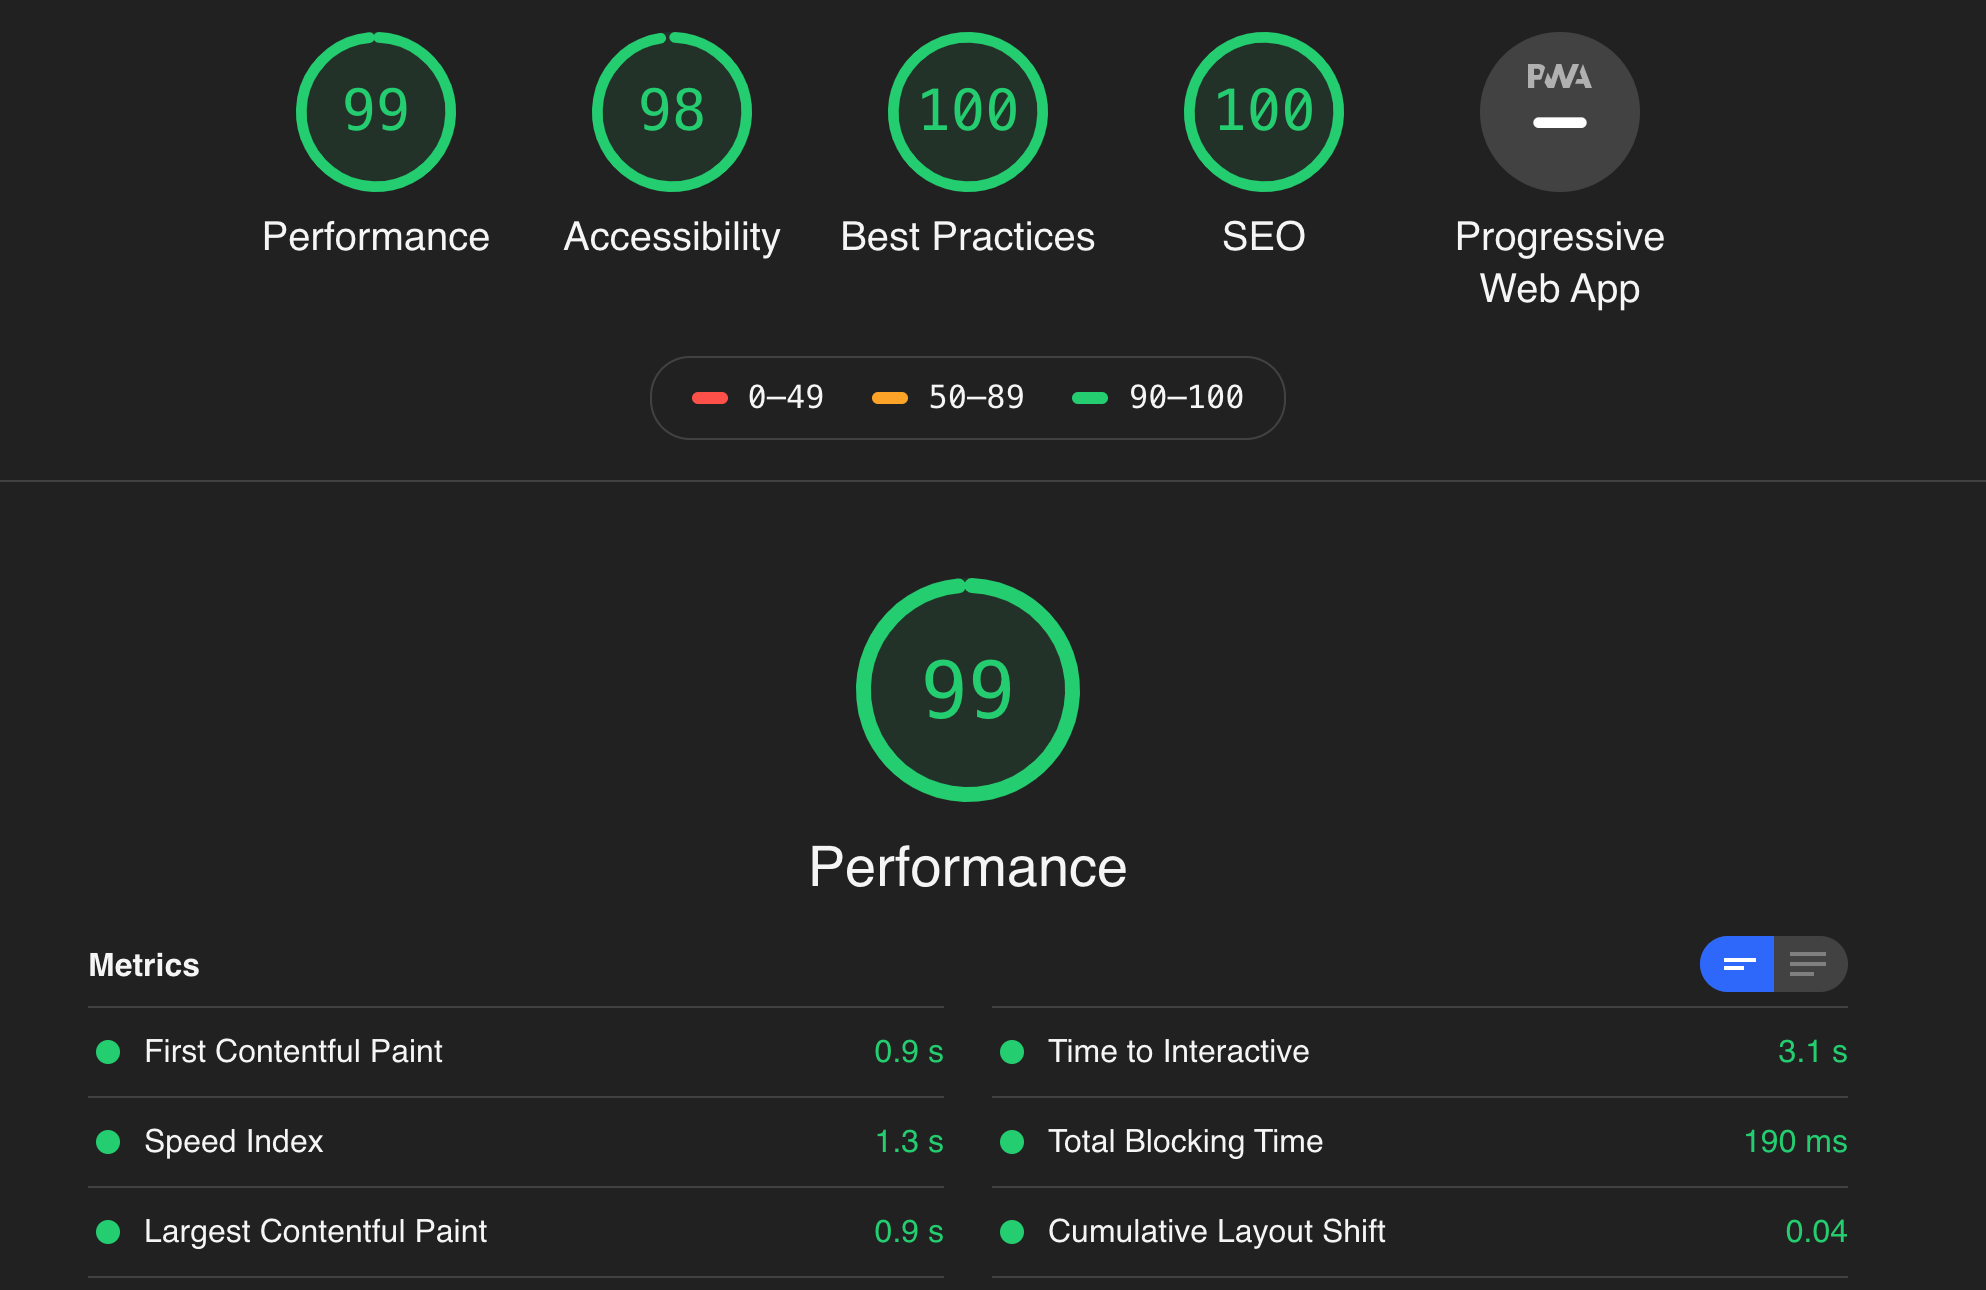 99
98
100
100
PWA
Performance
Accessibility
Best Practices
SEO
Progressive
Web App
0–49
50–89
90–100
99
Performance
Metrics
First Contentful Paint 0.9 s
Time to Interactive 3.1 s
Speed Index 1.3 s
Total Blocking Time 190 ms
Largest Contentful Paint 0.9 s
Cumulative Layout Shift 0.04